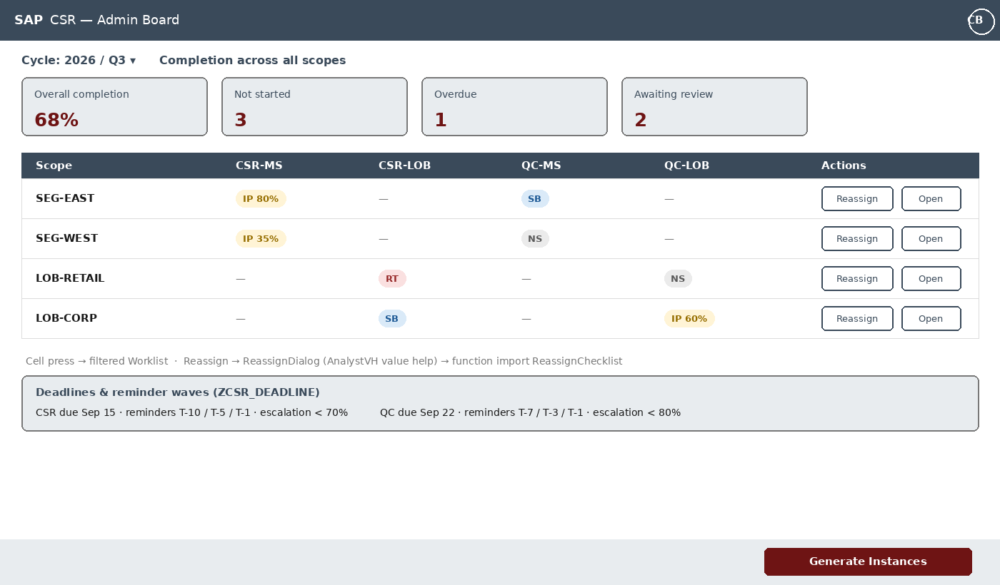 SAP CSR — Admin Board CB
Cycle: 2026 / Q3 ▾ Completion across all scopes
Overall completion Not started Overdue Awaiting review
68% 3 1 2
Scope CSR-MS CSR-LOB QC-MS QC-LOB Actions
SEG-EAST IP 80% — SB — Reassign Open
SEG-WEST IP 35% — NS — Reassign Open
LOB-RETAIL — RT — NS Reassign Open
LOB-CORP — SB — IP 60% Reassign Open
Cell press → filtered Worklist · Reassign → ReassignDialog (AnalystVH value help) → function import ReassignChecklist
Deadlines & reminder waves (ZCSR_DEADLINE)
CSR due Sep 15 · reminders T-10 / T-5 / T-1 · escalation < 70% QC due Sep 22 · reminders T-7 / T-3 / T-1 · escalation < 80%
Generate Instances